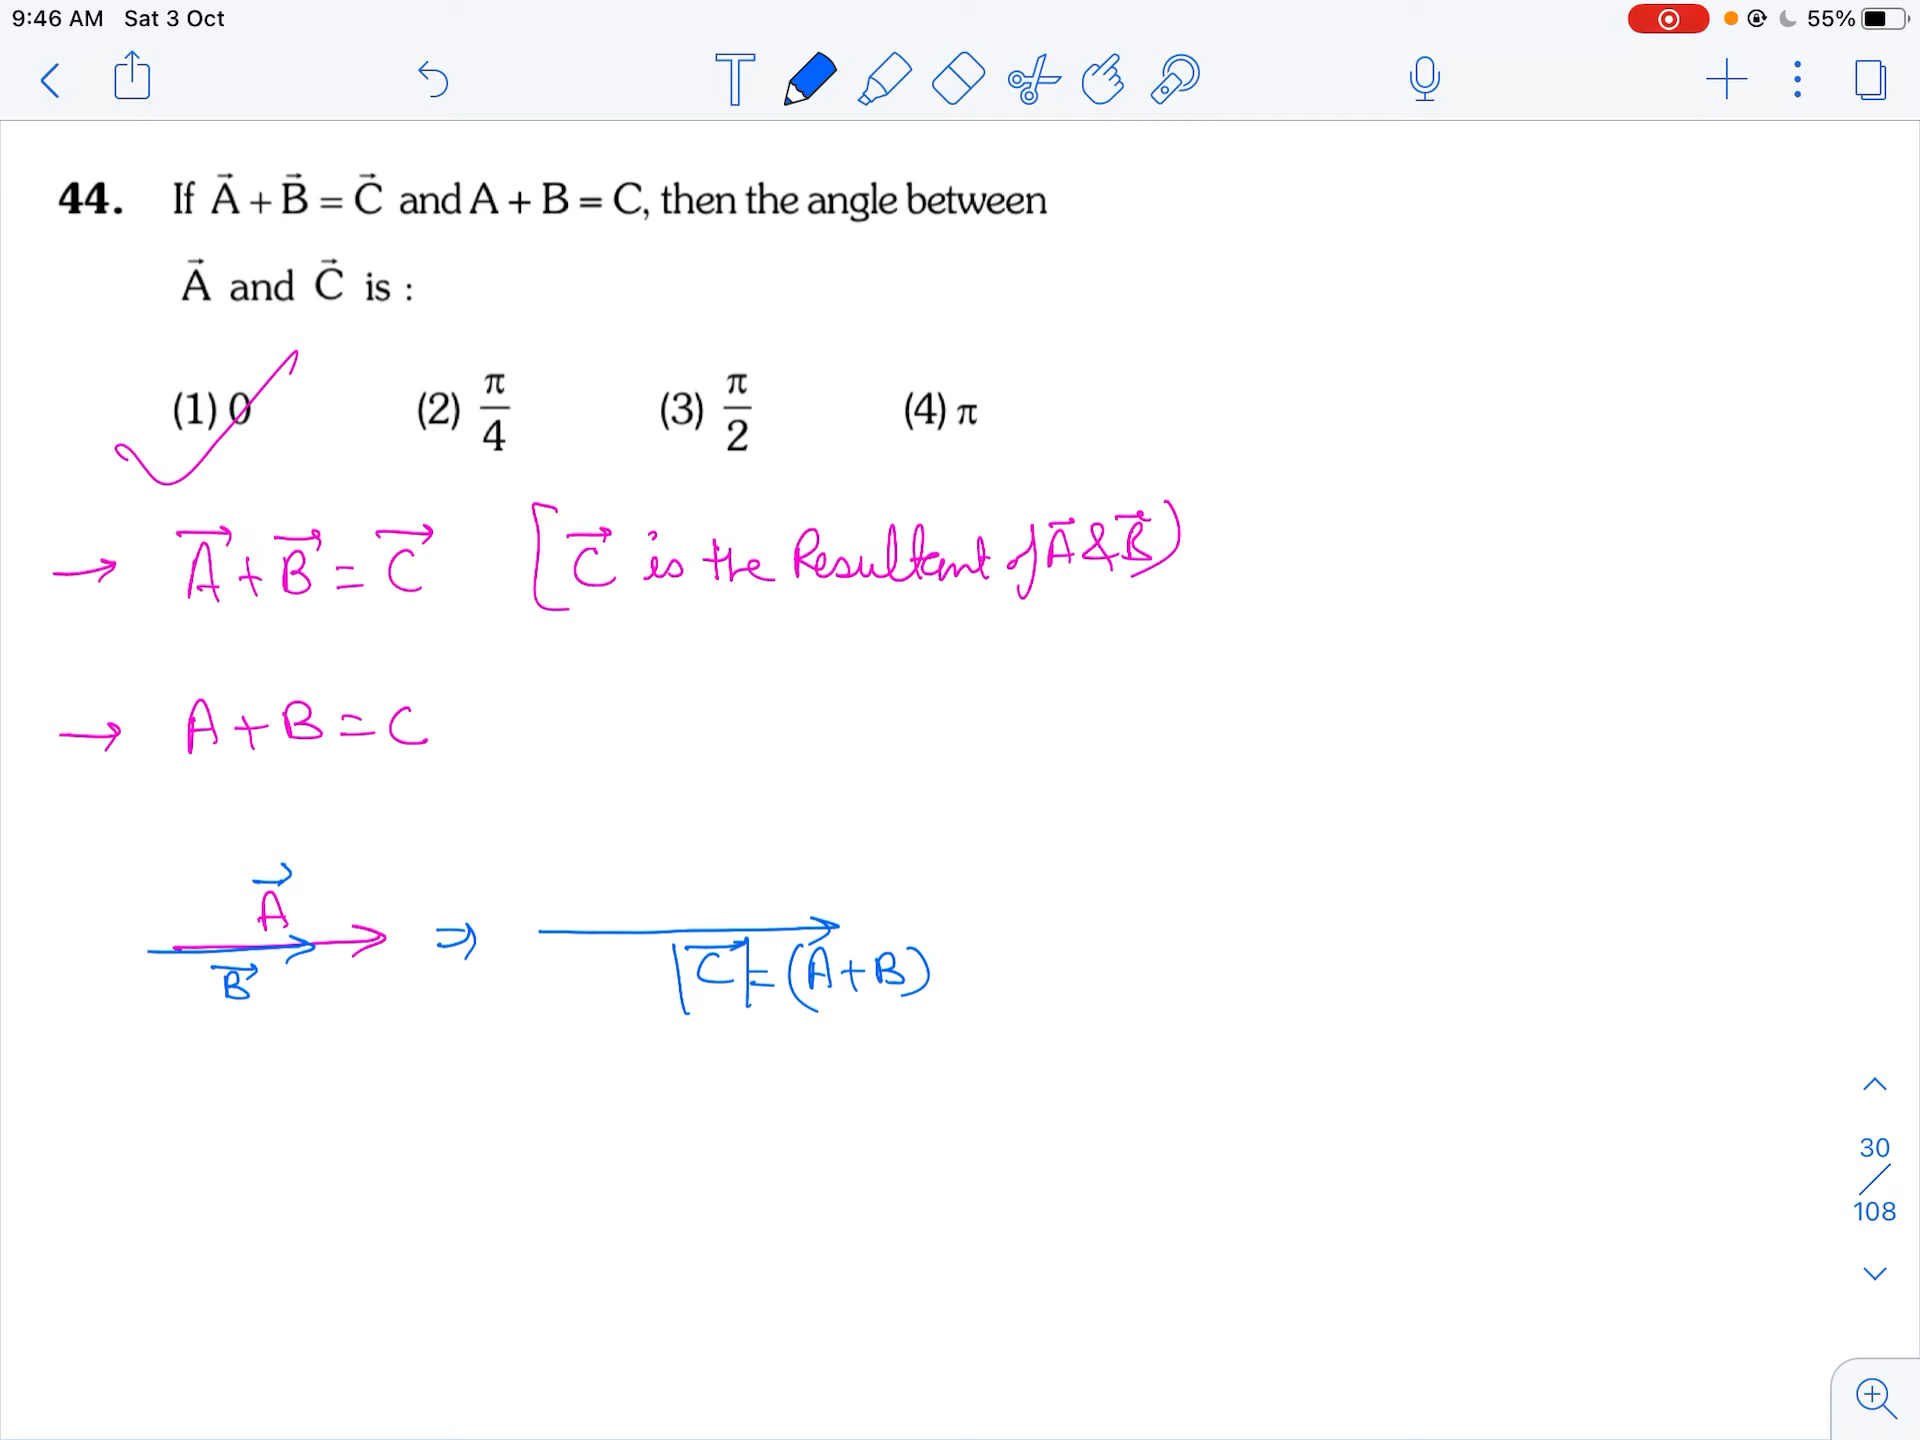 9:46 AM Sat 3 Oct 55%
T
44. If A⃗ + B⃗ = C⃗ and A + B = C, then the angle between
A⃗ and C⃗ is :
(1) 0 (2) π/4 (3) π/2 (4) π
→ A⃗ + B⃗ = C⃗ [C⃗ is the Resultant of A⃗ & B⃗)
→ A + B = C
A⃗
B⃗
⇒
|C⃗| = (A + B)
30
/
108